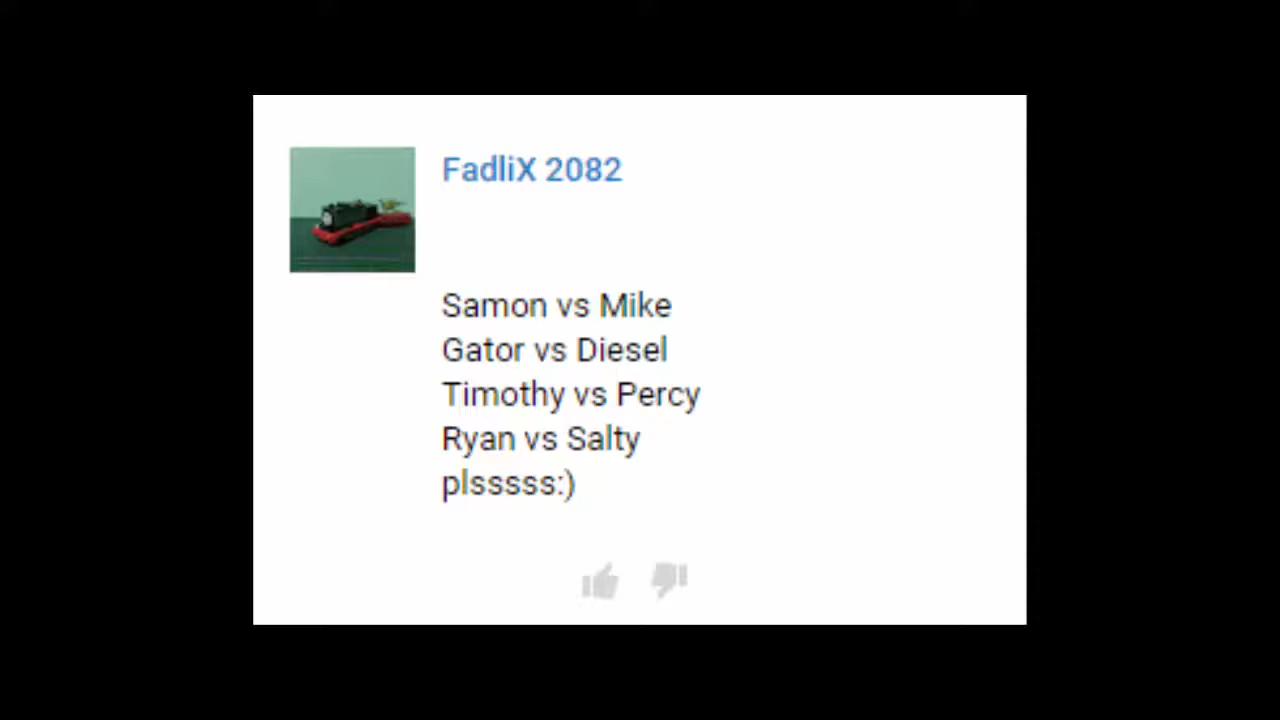 FadliX 2082
Samon vs Mike
Gator vs Diesel
Timothy vs Percy
Ryan vs Salty
plsssss:)